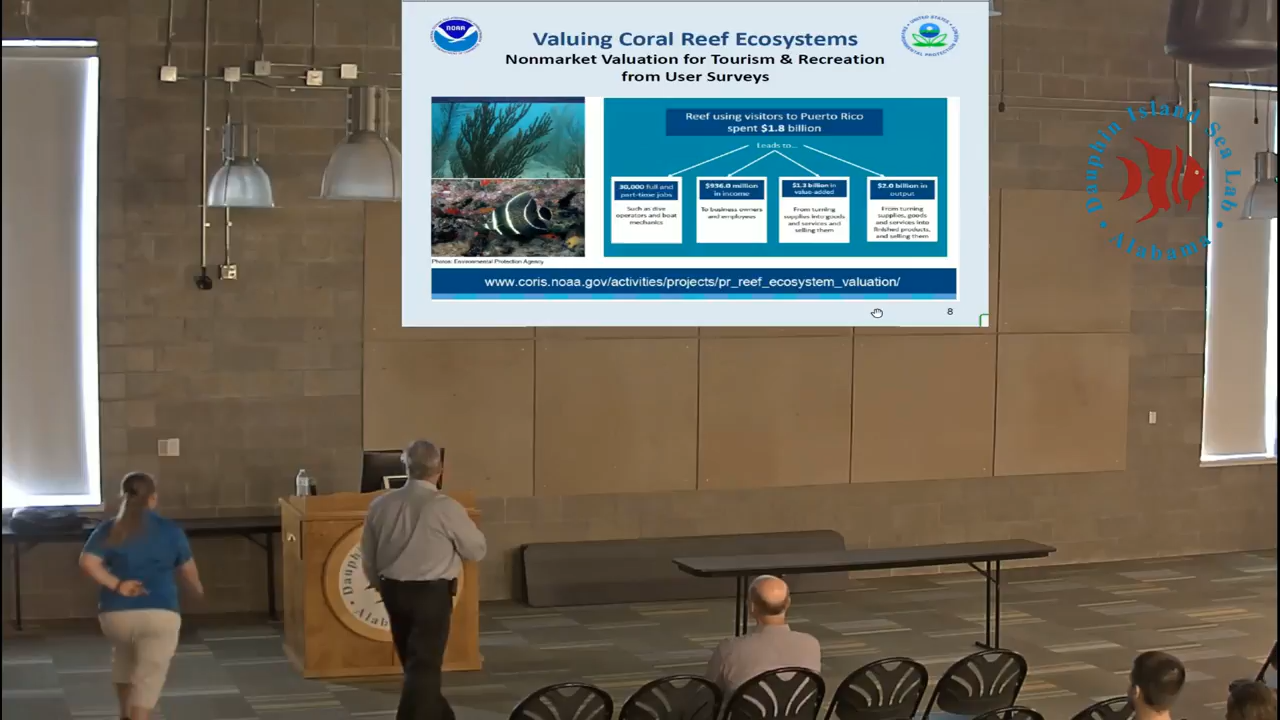 NOAA
Valuing Coral Reef Ecosystems
Nonmarket Valuation for Tourism & Recreation
from User Surveys
Reef using visitors to Puerto Rico
spent $1.8 billion
Leads to...
30,000 full and
part-time jobs
Such as dive
operators and boat
mechanics
$936.0 million
in income
To business owners
and employees
$1.3 billion in
value-added
From turning
supplies into goods
and services and
selling them
$2.0 billion in
output
From turning
supplies, goods
and services into
finished products,
and selling them
Photos: Environmental Protection Agency
www.coris.noaa.gov/activities/projects/pr_reef_ecosystem_valuation/
8
Dauphin Island Sea Lab
Alabama